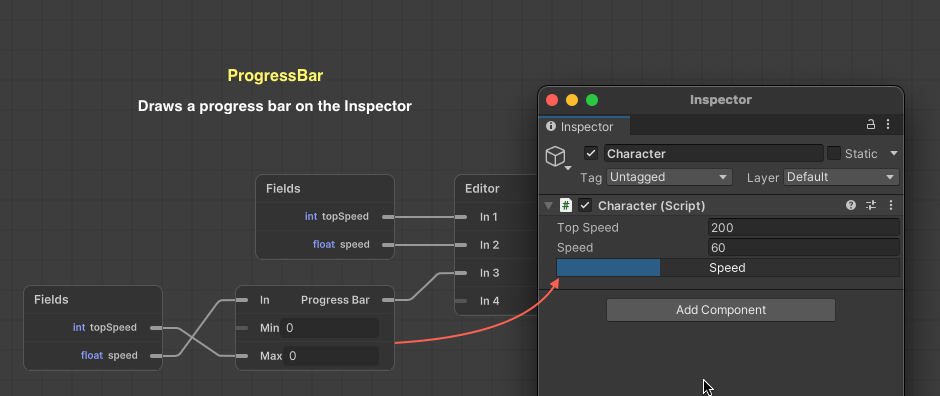 ProgressBar
Draws a progress bar on the Inspector
Fields
int topSpeed
float speed
Editor
In 1
In 2
In 3
In 4
Fields
int topSpeed
float speed
In Progress Bar
Min 0
Max 0
Inspector
Inspector
Character Static
Tag Untagged Layer Default
# Character (Script)
Top Speed 200
Speed 60
Speed
Add Component